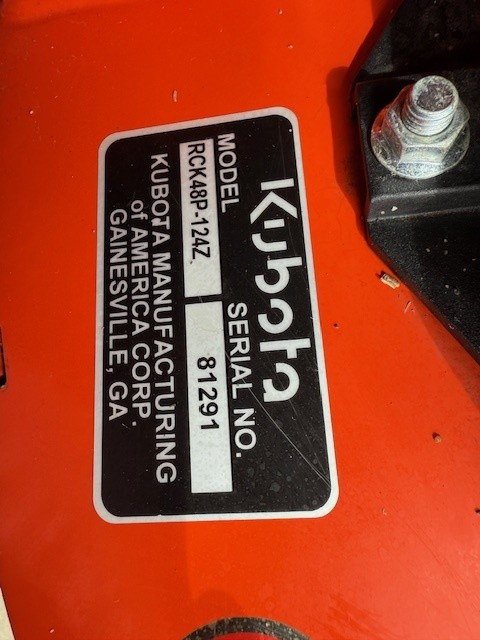 Kubota
MODEL SERIAL NO.
RCK48P-124Z. 81291
KUBOTA MANUFACTURING
of AMERICA CORP.
GAINESVILLE, GA